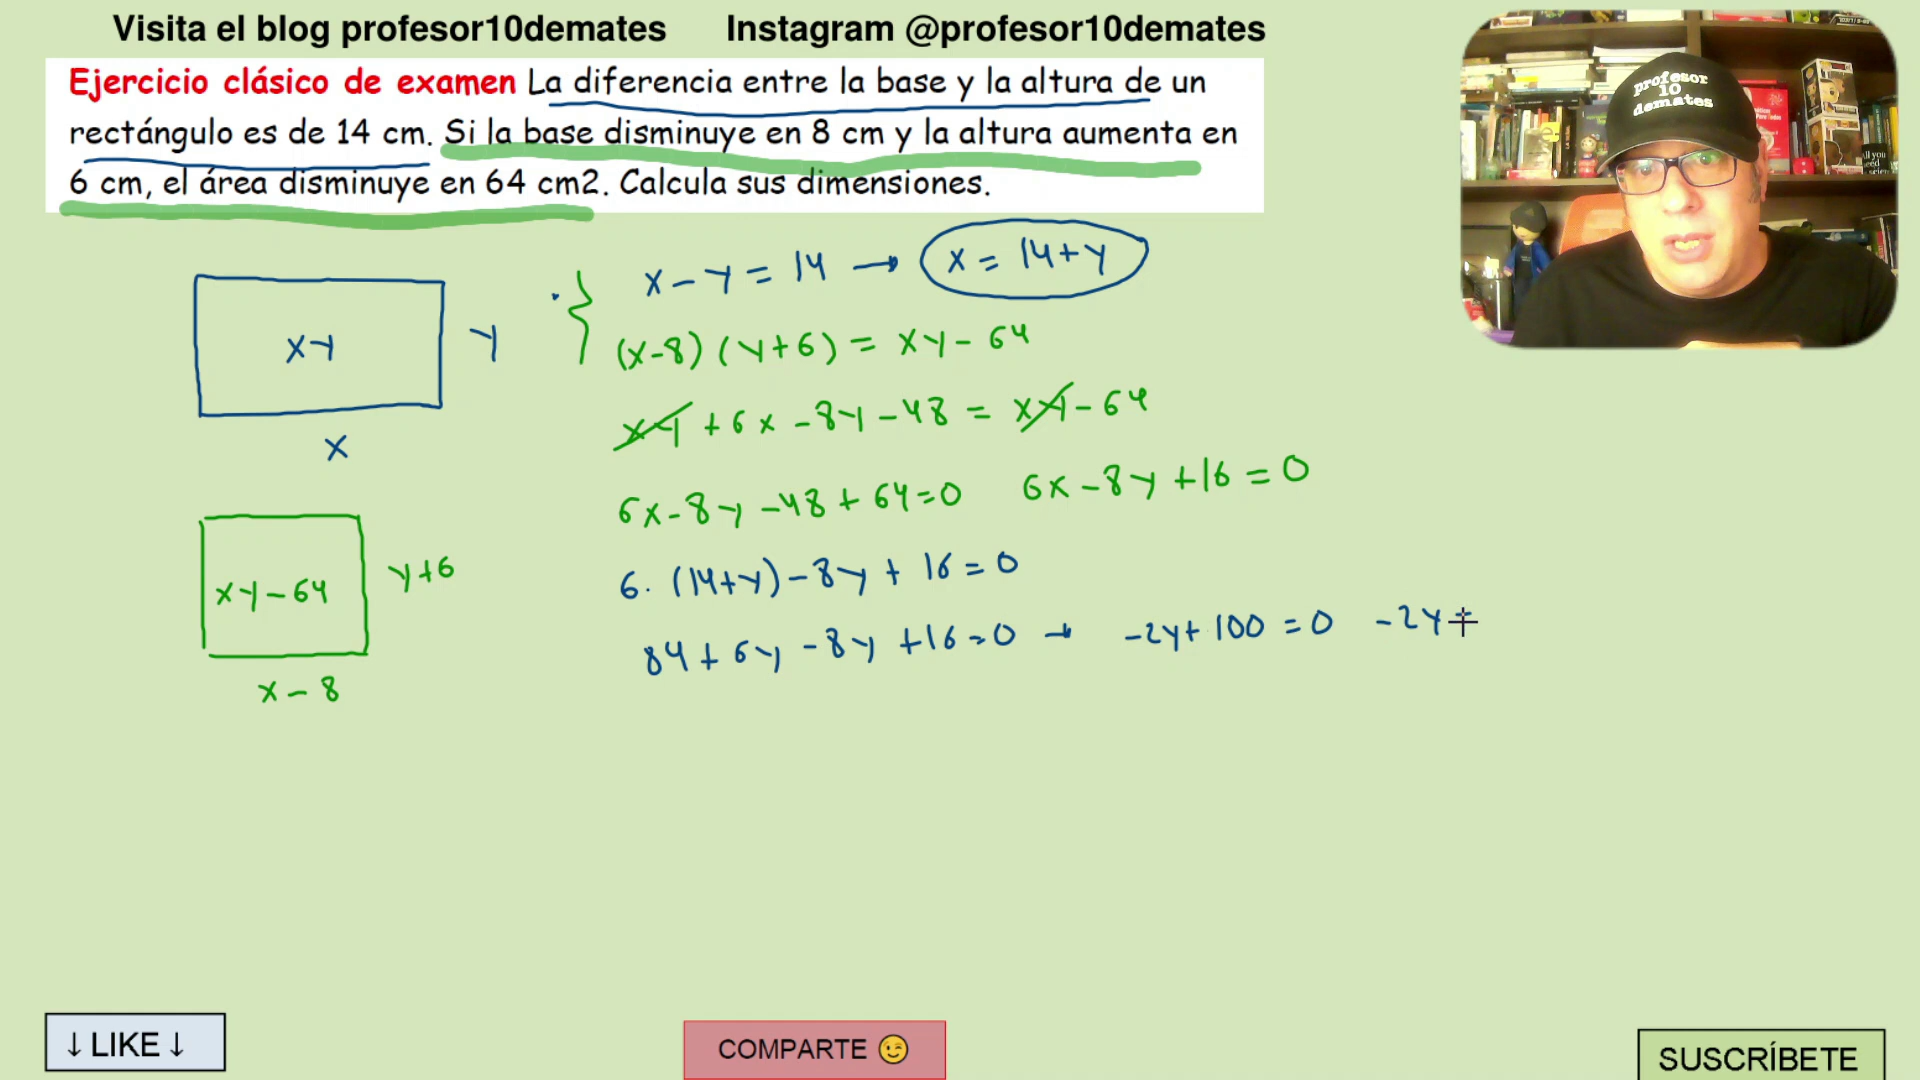 Visita el blog profesor10demates Instagram @profesor10demates
Ejercicio clásico de examen La diferencia entre la base y la altura de un
rectángulo es de 14 cm. Si la base disminuye en 8 cm y la altura aumenta en
6 cm, el área disminuye en 64 cm2. Calcula sus dimensiones.
profesor
10
demates
x - y = 14 → x = 14+y
xy y
(x-8) (y+6) = xy - 64
xy + 6x - 8y - 48 = xy - 64
x
6x - 8y - 48 + 64 = 0 6x - 8y + 16 = 0
6. (14+y) - 8y + 16 = 0
xy - 64 y+6
84 + 6y - 8y + 16 = 0 → -2y + 100 = 0 -2y =
x - 8
↓ LIKE ↓
COMPARTE
SUSCRÍBETE